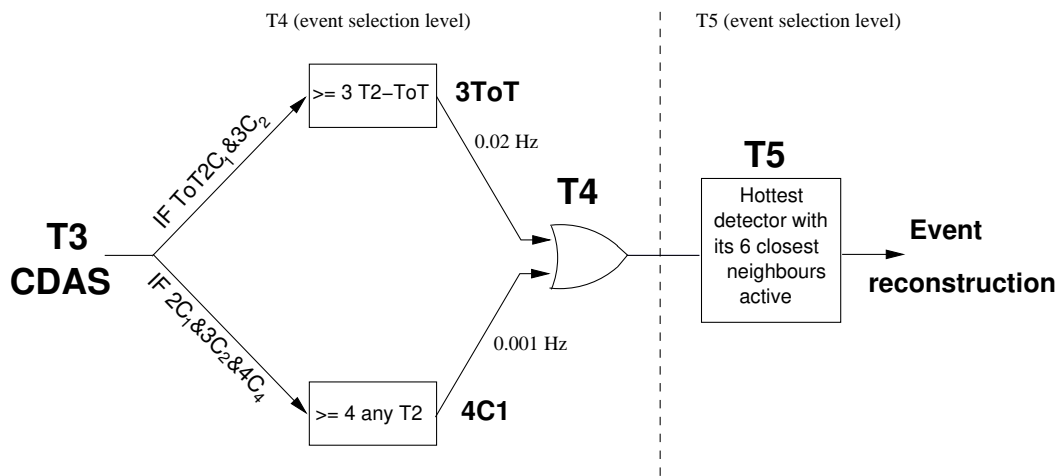 T4 (event selection level)
T5 (event selection level)
>= 3 T2−ToT
3ToT
IF ToT2C₁&3C₂
0.02 Hz
T4
T5
Hottest
detector with
its 6 closest
neighbours
active
T3
CDAS
Event
reconstruction
IF 2C₁&3C₂&4C₄
0.001 Hz
>= 4 any T2
4C1